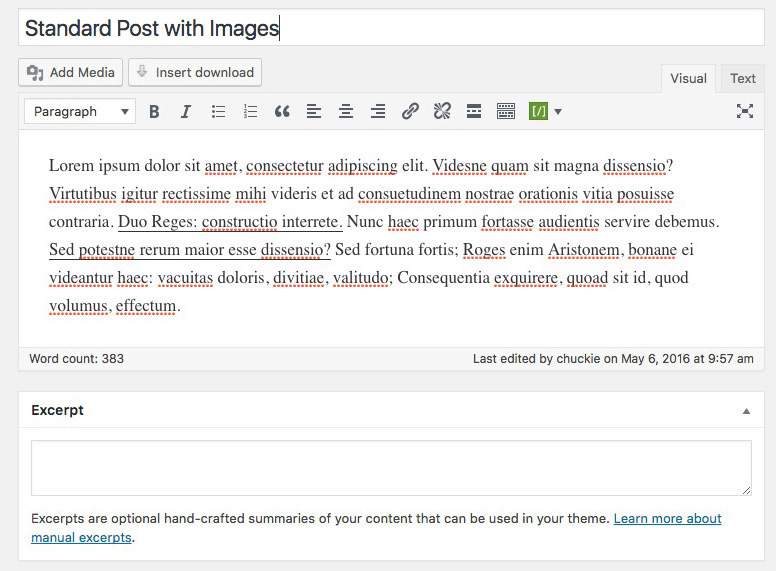 Standard Post with Images
Add Media Insert download
Visual Text
Paragraph B I [/]
Lorem ipsum dolor sit amet, consectetur adipiscing elit. Videsne quam sit magna dissensio?
Virtutibus igitur rectissime mihi videris et ad consuetudinem nostrae orationis vitia posuisse
contraria. Duo Reges: constructio interrete. Nunc haec primum fortasse audientis servire debemus.
Sed potestne rerum maior esse dissensio? Sed fortuna fortis; Roges enim Aristonem, bonane ei
videantur haec: vacuitas doloris, divitiae, valitudo; Consequentia exquirere, quoad sit id, quod
volumus, effectum.
Word count: 383 Last edited by chuckie on May 6, 2016 at 9:57 am
Excerpt
Excerpts are optional hand-crafted summaries of your content that can be used in your theme. Learn more about
manual excerpts.